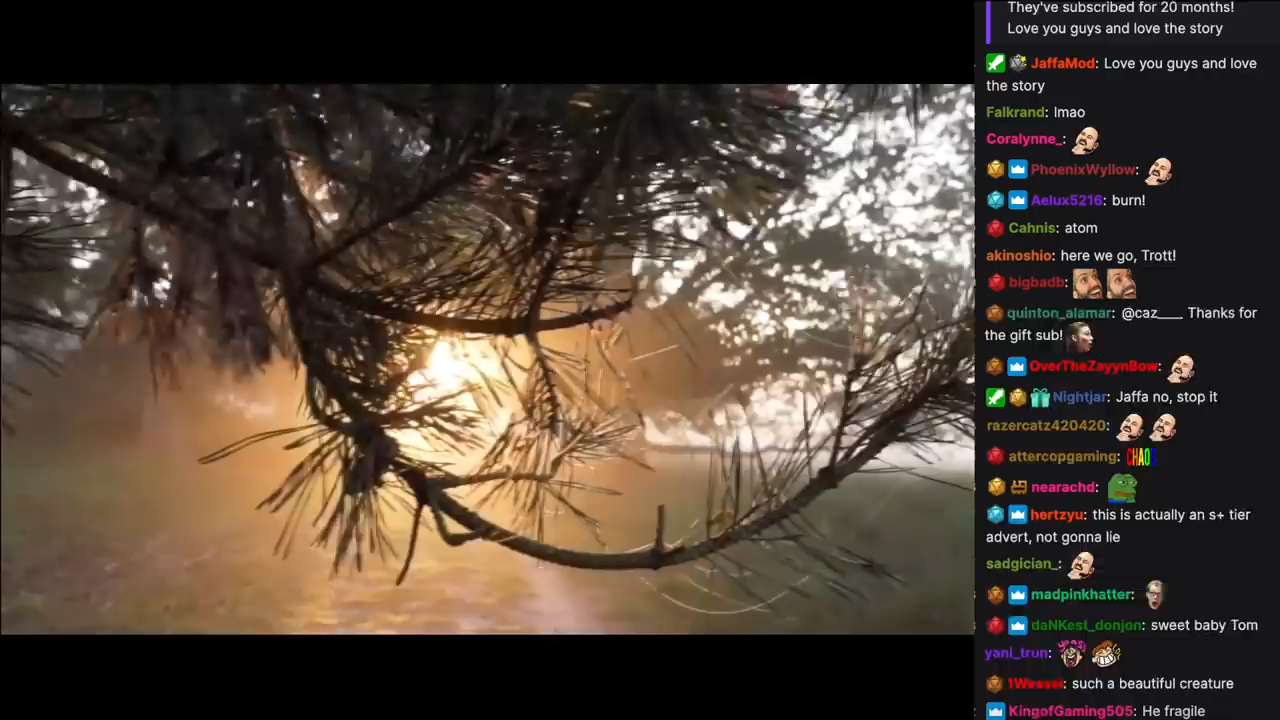 They've subscribed for 20 months!
Love you guys and love the story
JaffaMod: Love you guys and love
the story
Falkrand: lmao
Coralynne_:
PhoenixWyllow:
Aelux5216: burn!
Cahnis: atom
akinoshio: here we go, Trott!
bigbadb:
quinton_alamar: @caz____ Thanks for
the gift sub!
OverTheZayynBow:
Nightjar: Jaffa no, stop it
razercatz420420:
attercopgaming: CHAOS
nearachd:
hertzyu: this is actually an s+ tier
advert, not gonna lie
sadgician_:
madpinkhatter:
daNKest_donjon: sweet baby Tom
yani_trun:
1Wessel: such a beautiful creature
KingofGaming505: He fragile